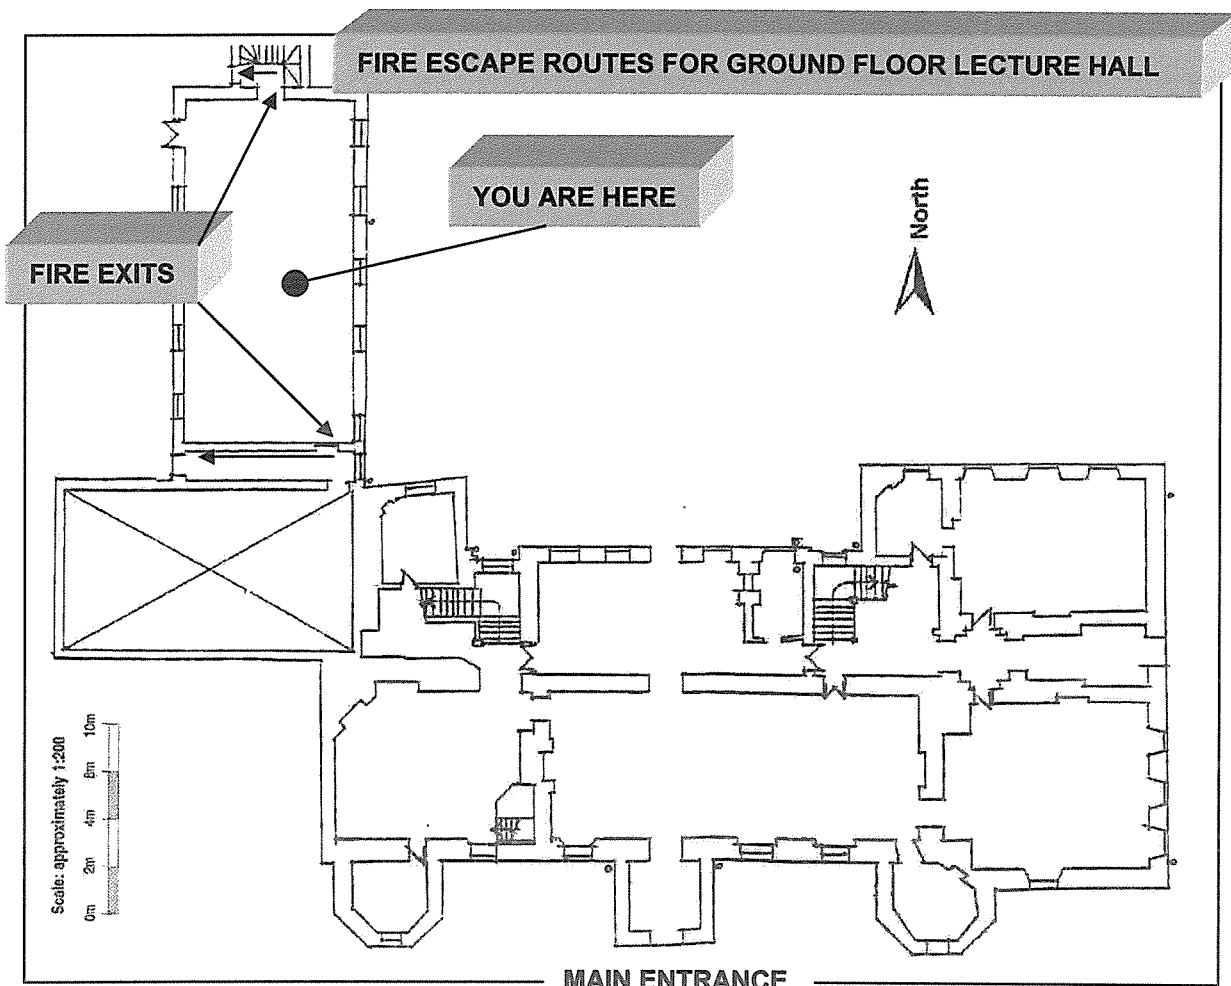 FIRE ESCAPE ROUTES FOR GROUND FLOOR LECTURE HALL
YOU ARE HERE
North
FIRE EXITS
Scale: approximately 1:200
0m 2m 4m 8m 10m
MAIN ENTRANCE